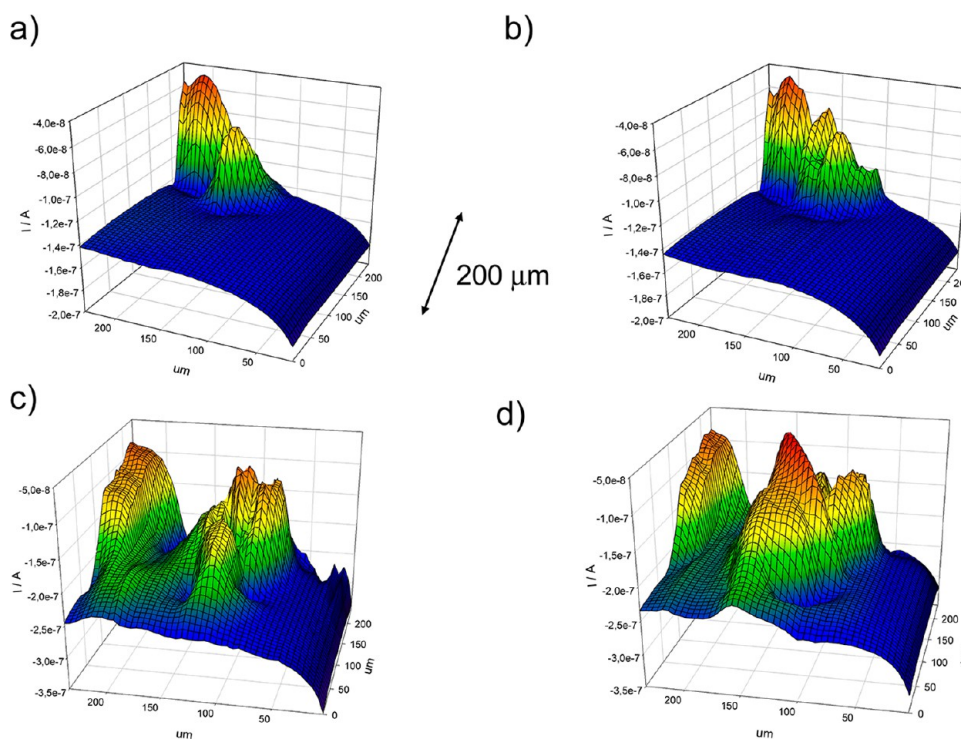 a)
b)
-4,0e-8
-6,0e-8
-8,0e-8
-1,0e-7
-1,2e-7
-1,4e-7
-1,6e-7
-1,8e-7
-2,0e-7
I / A
200
150
100
50
um
0
50
100
150
200
um
200 µm
-4,0e-8
-6,0e-8
-8,0e-8
-1,0e-7
-1,2e-7
-1,4e-7
-1,6e-7
-1,8e-7
-2,0e-7
I / A
200
150
100
50
um
0
50
100
150
200
um
c)
d)
-5,0e-8
-1,0e-7
-1,5e-7
-2,0e-7
-2,5e-7
-3,0e-7
-3,5e-7
I / A
200
150
100
50
um
0
50
100
150
200
um
-5,0e-8
-1,0e-7
-1,5e-7
-2,0e-7
-2,5e-7
-3,0e-7
-3,5e-7
I / A
200
150
100
50
um
0
50
100
150
200